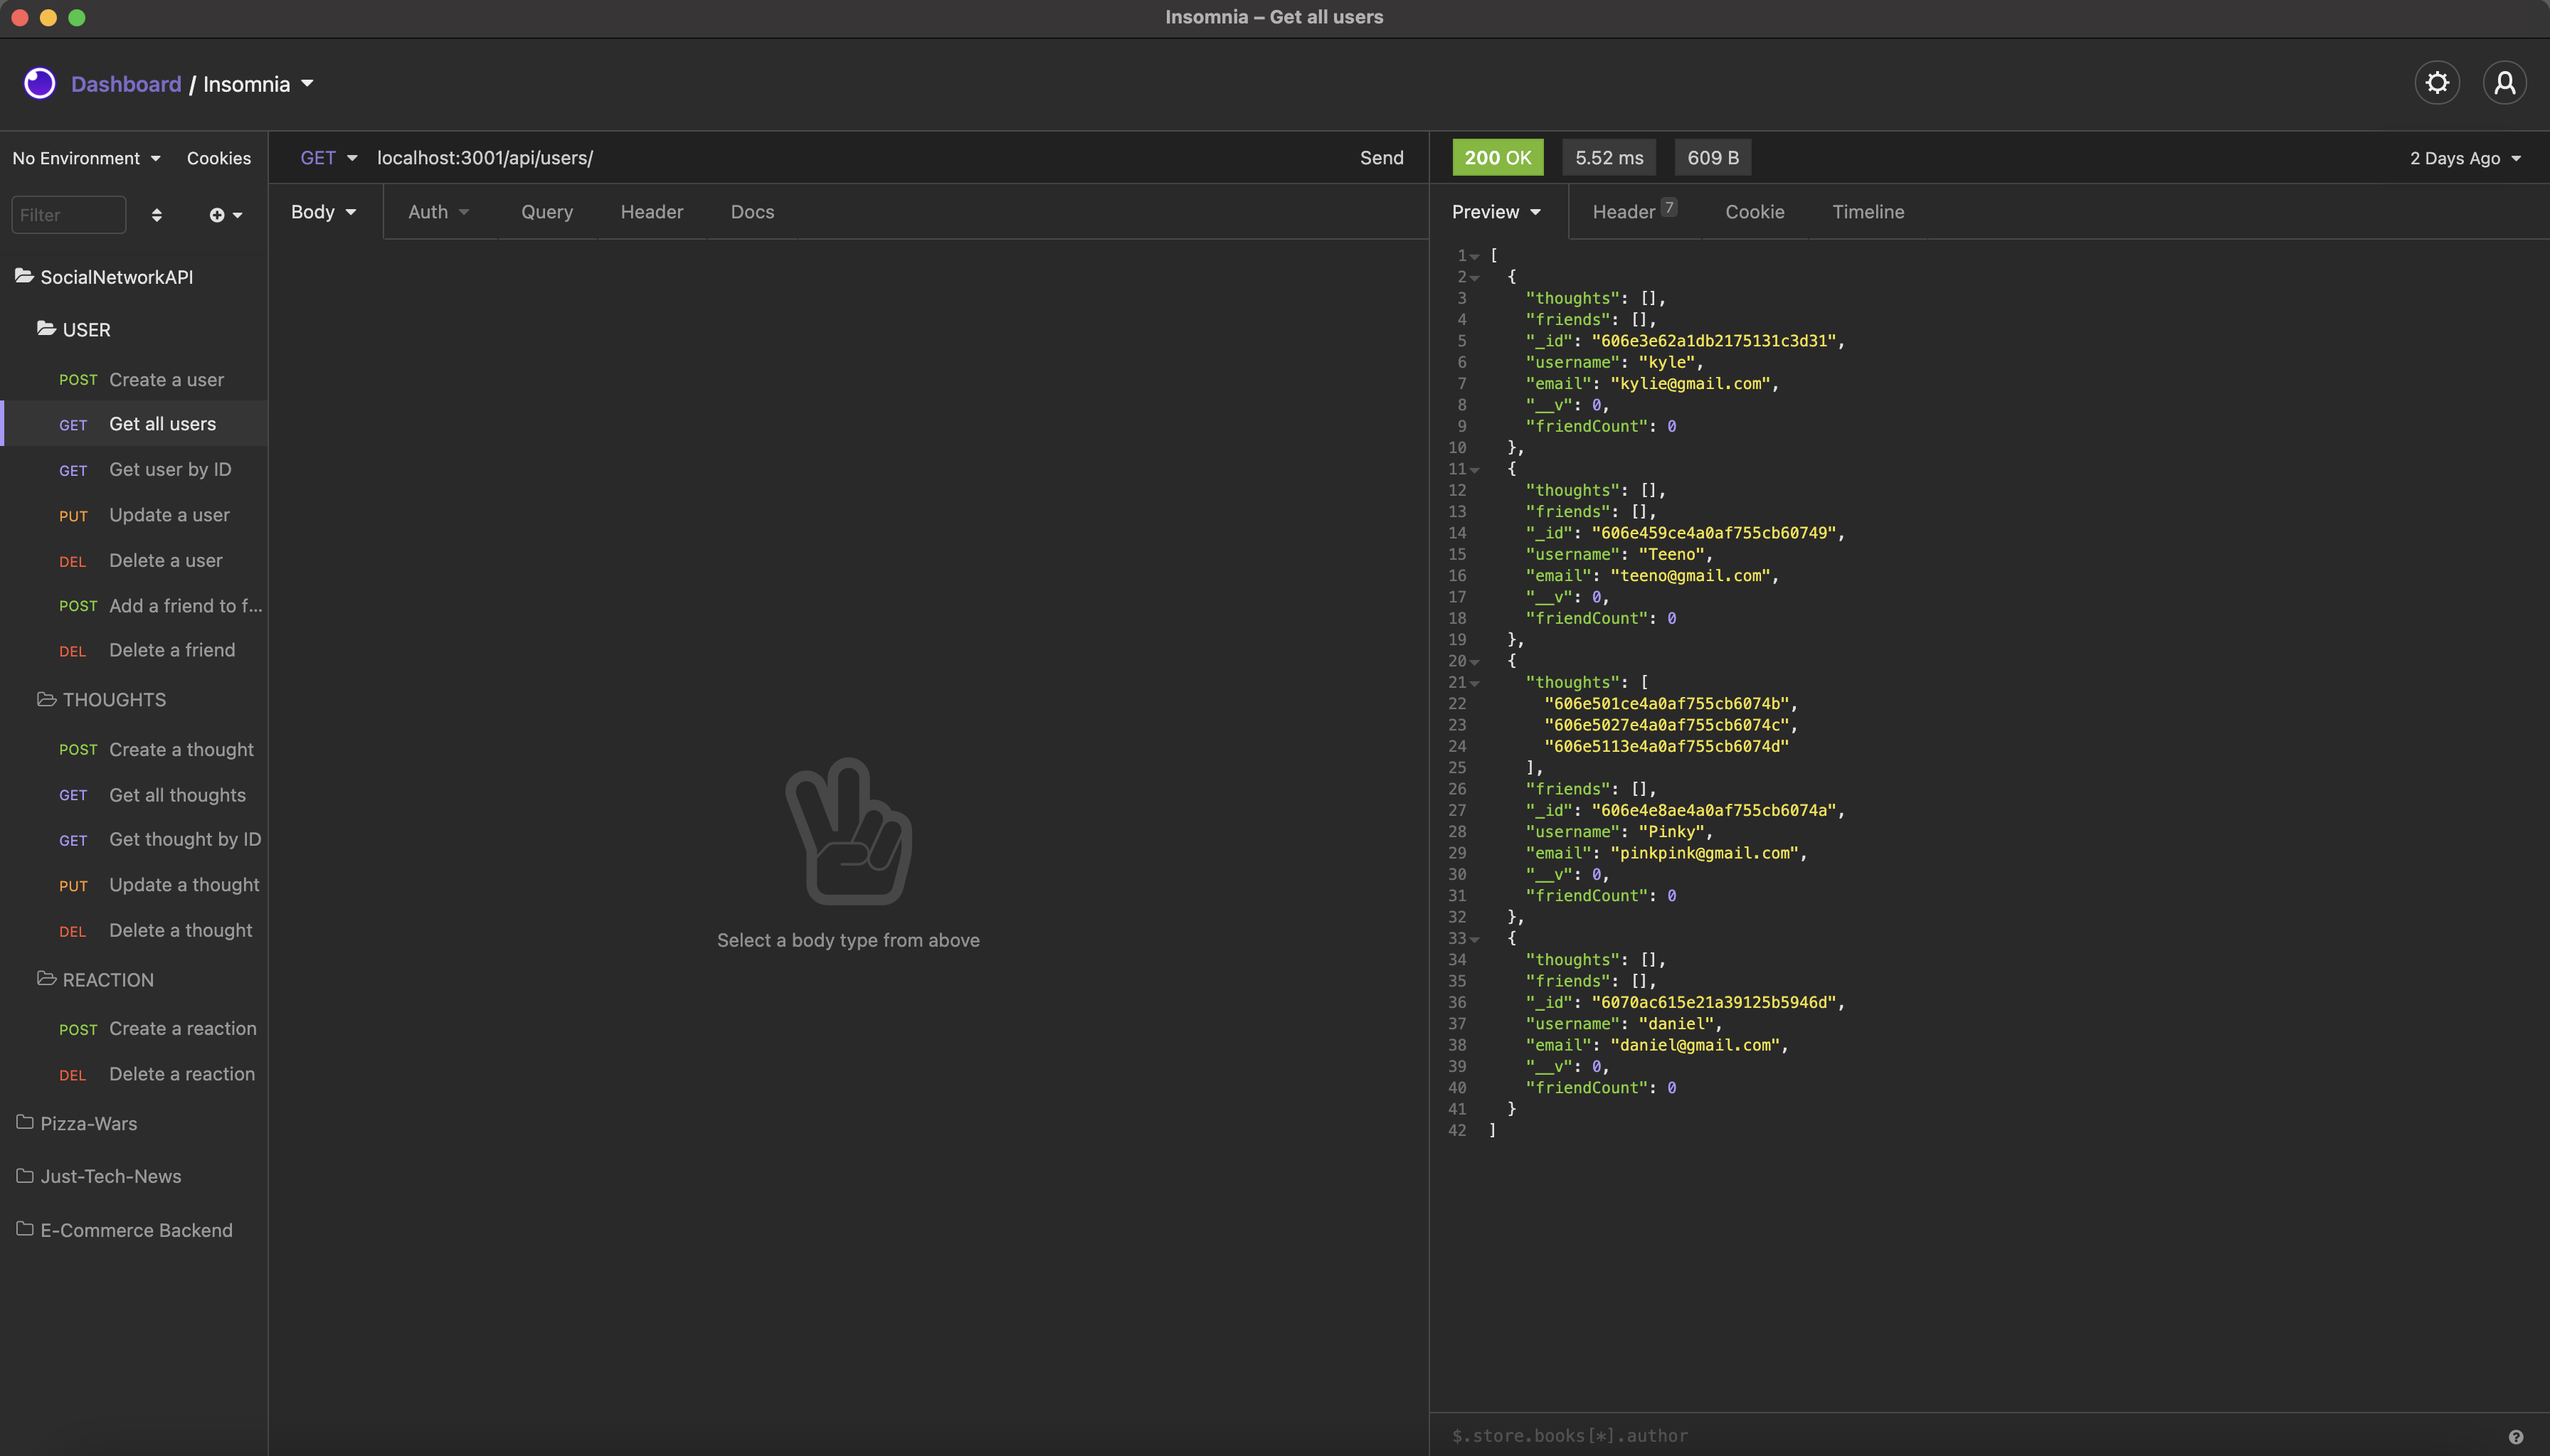 Insomnia – Get all users
Dashboard / Insomnia
No Environment Cookies
Filter
SocialNetworkAPI
USER
POST Create a user
GET Get all users
GET Get user by ID
PUT Update a user
DEL Delete a user
POST Add a friend to f...
DEL Delete a friend
THOUGHTS
POST Create a thought
GET Get all thoughts
GET Get thought by ID
PUT Update a thought
DEL Delete a thought
REACTION
POST Create a reaction
DEL Delete a reaction
Pizza-Wars
Just-Tech-News
E-Commerce Backend
GET localhost:3001/api/users/ Send
Body Auth Query Header Docs
Select a body type from above
200 OK 5.52 ms 609 B 2 Days Ago
Preview Header 7 Cookie Timeline
1 [
2 {
3 "thoughts": [],
4 "friends": [],
5 "_id": "606e3e62a1db2175131c3d31",
6 "username": "kyle",
7 "email": "kylie@gmail.com",
8 "__v": 0,
9 "friendCount": 0
10 },
11 {
12 "thoughts": [],
13 "friends": [],
14 "_id": "606e459ce4a0af755cb60749",
15 "username": "Teeno",
16 "email": "teeno@gmail.com",
17 "__v": 0,
18 "friendCount": 0
19 },
20 {
21 "thoughts": [
22 "606e501ce4a0af755cb6074b",
23 "606e5027e4a0af755cb6074c",
24 "606e5113e4a0af755cb6074d"
25 ],
26 "friends": [],
27 "_id": "606e4e8ae4a0af755cb6074a",
28 "username": "Pinky",
29 "email": "pinkpink@gmail.com",
30 "__v": 0,
31 "friendCount": 0
32 },
33 {
34 "thoughts": [],
35 "friends": [],
36 "_id": "6070ac615e21a39125b5946d",
37 "username": "daniel",
38 "email": "daniel@gmail.com",
39 "__v": 0,
40 "friendCount": 0
41 }
42 ]
$.store.books[*].author